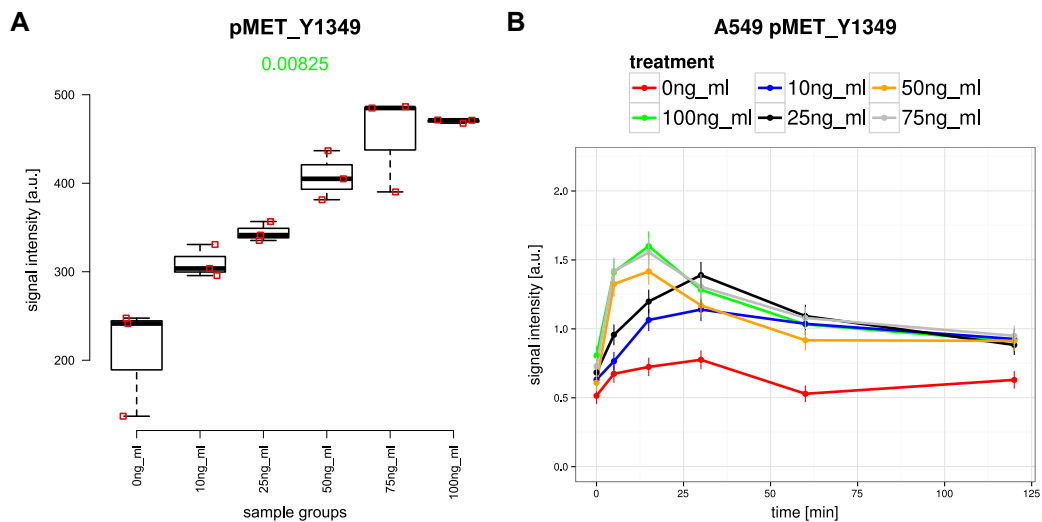 A
pMET_Y1349
0.00825
signal intensity [a.u.]
500
400
300
200
0ng_ml
10ng_ml
25ng_ml
50ng_ml
75ng_ml
100ng_ml
sample groups
B
A549 pMET_Y1349
treatment
0ng_ml 10ng_ml 50ng_ml
100ng_ml 25ng_ml 75ng_ml
signal intensity [a.u.]
2.0
1.5
1.0
0.5
0.0
0 25 50 75 100 125
time [min]